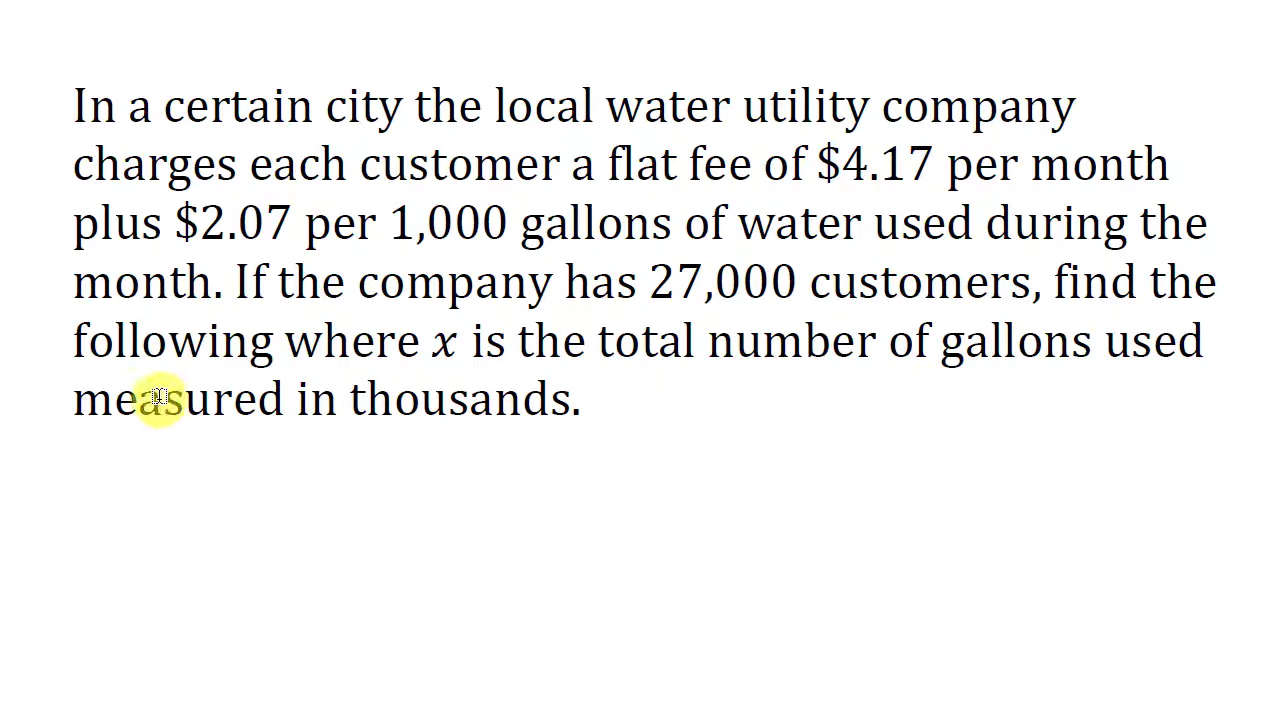 In a certain city the local water utility company
charges each customer a flat fee of $4.17 per month
plus $2.07 per 1,000 gallons of water used during the
month. If the company has 27,000 customers, find the
following where x is the total number of gallons used
measured in thousands.